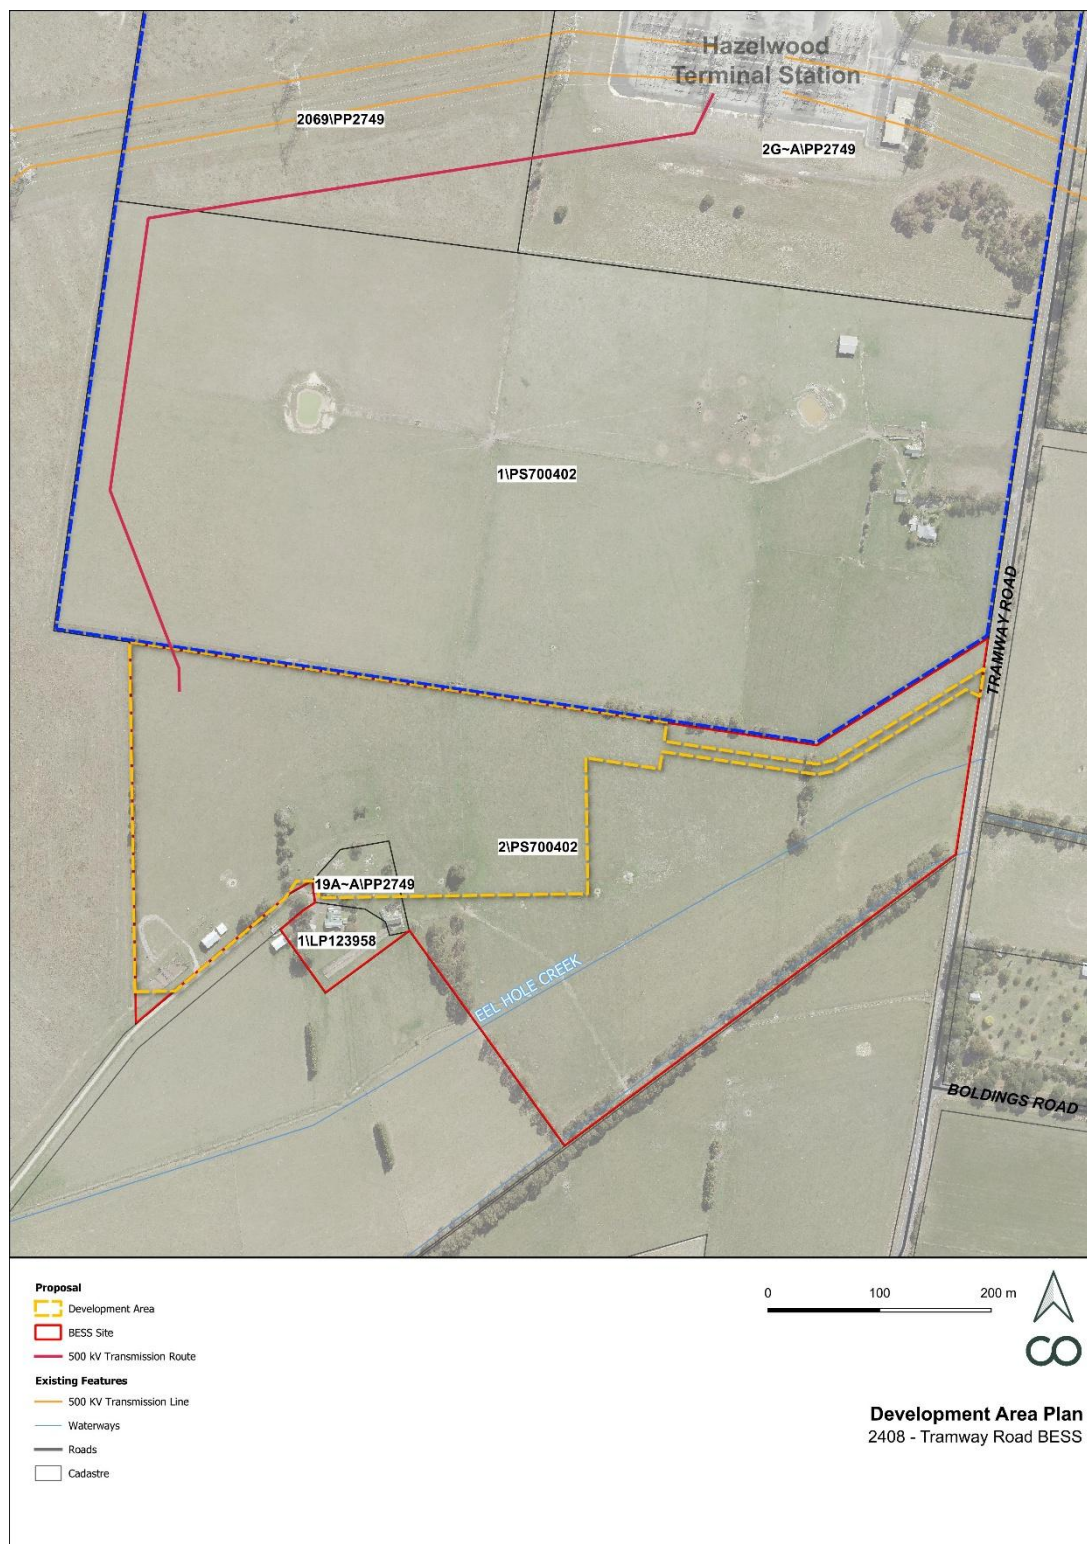 Hazelwood
Terminal Station
2069\PP2749
2G~A\PP2749
1\PS700402
TRAMWAY ROAD
2\PS700402
19A~A\PP2749
1\LP123958
EEL HOLE CREEK
BOLDINGS ROAD
Proposal
Development Area
BESS Site
500 kV Transmission Route
Existing Features
500 KV Transmission Line
Waterways
Roads
Cadastre
0 100 200 m
CO
Development Area Plan
2408 - Tramway Road BESS